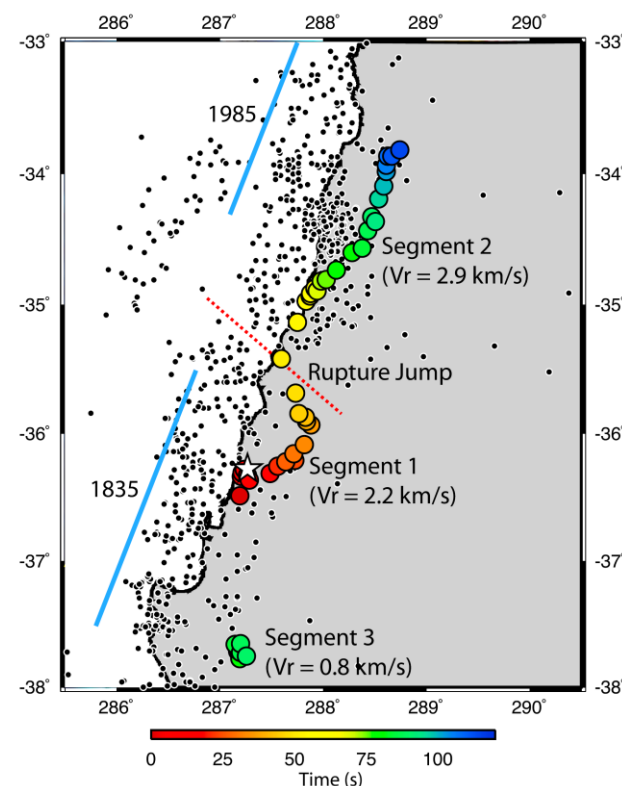 286° 287° 288° 289° 290°
-33° -33°
1985
-34° -34°
Segment 2
(Vr = 2.9 km/s)
-35° -35°
Rupture Jump
-36° -36°
1835
Segment 1
(Vr = 2.2 km/s)
-37° -37°
Segment 3
(Vr = 0.8 km/s)
-38° -38°
286° 287° 288° 289° 290°
0 25 50 75 100
Time (s)